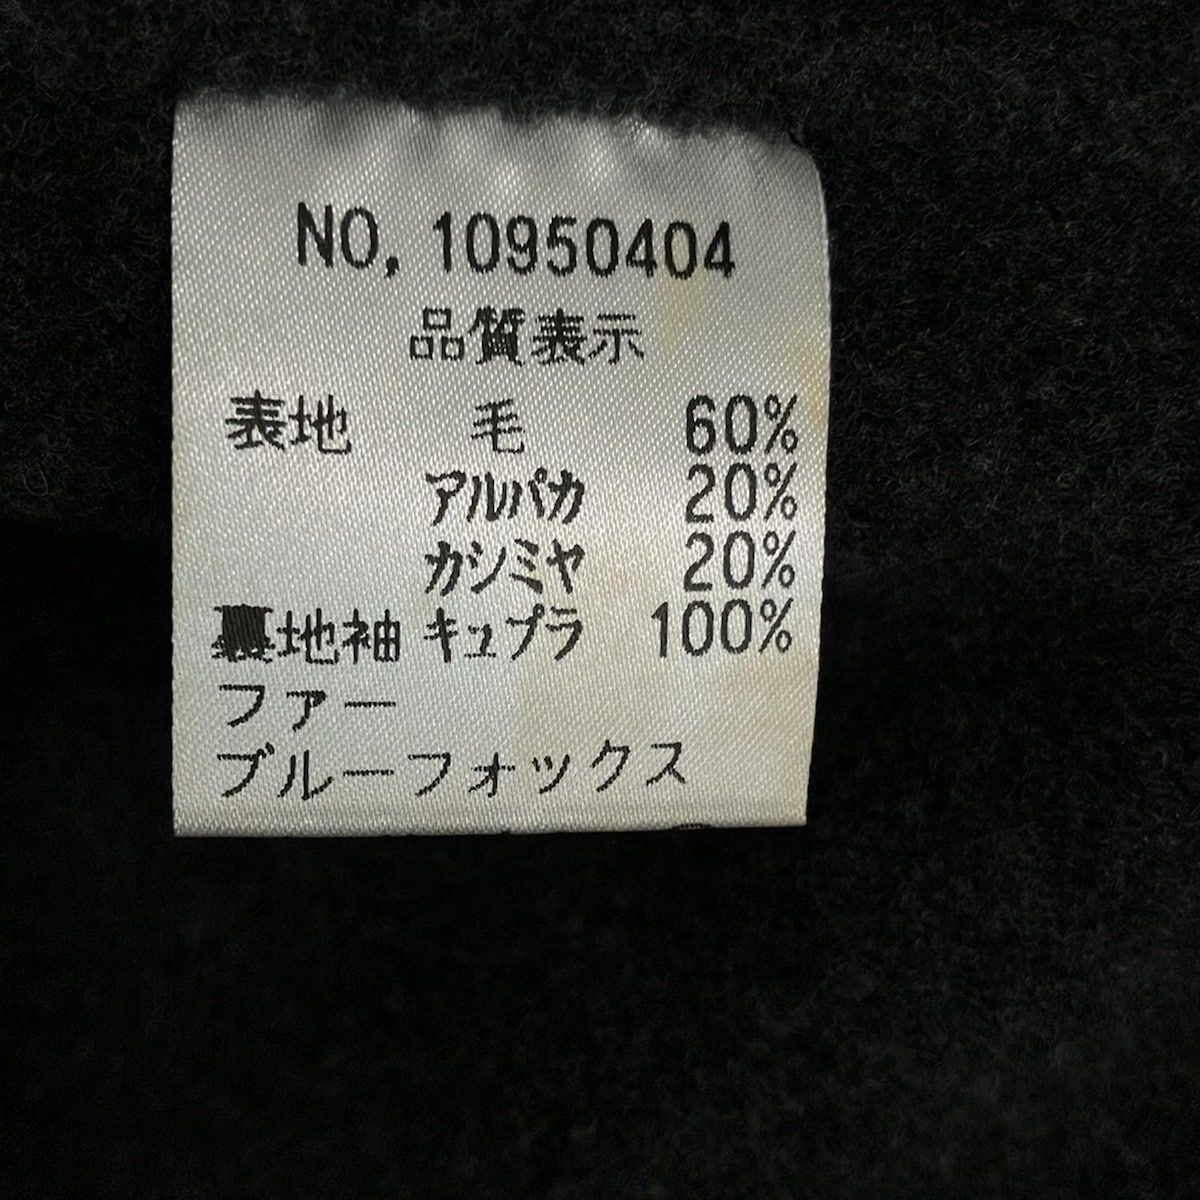 NO, 10950404
品質表示
表地 毛 60%
アルパカ 20%
カシミヤ 20%
裏地袖 キュプラ 100%
ファー
ブルーフォックス